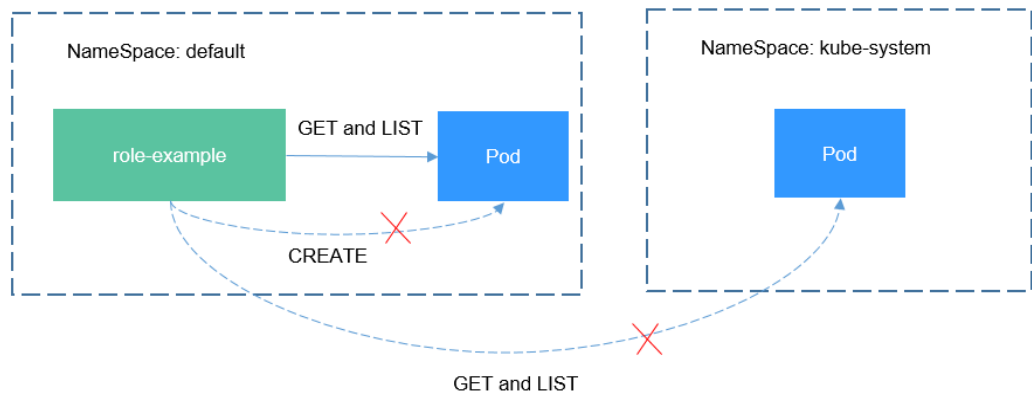 NameSpace: default
NameSpace: kube-system
GET and LIST
role-example
Pod
Pod
CREATE
GET and LIST